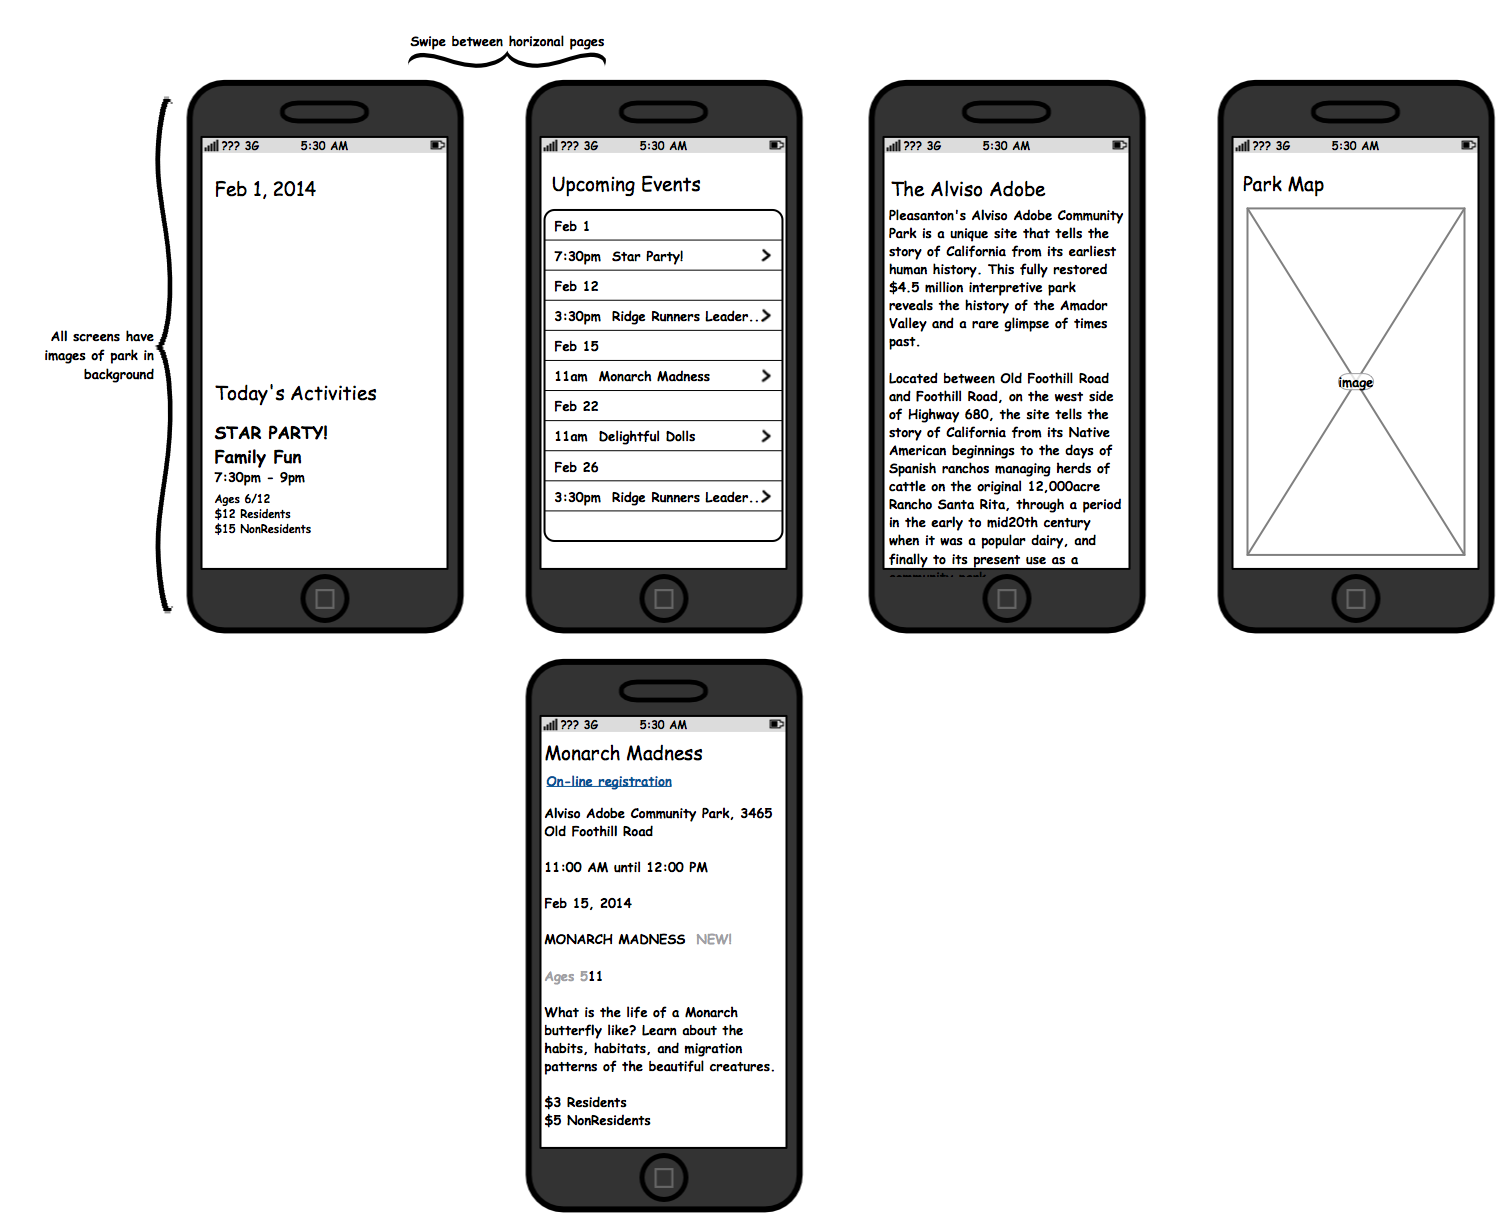 Swipe between horizonal pages
All screens have
images of park in
background
??? 3G 5:30 AM
Feb 1, 2014
Today's Activities
STAR PARTY!
Family Fun
7:30pm - 9pm
Ages 6/12
$12 Residents
$15 NonResidents
??? 3G 5:30 AM
Upcoming Events
Feb 1
7:30pm Star Party!
Feb 12
3:30pm Ridge Runners Leader..
Feb 15
11am Monarch Madness
Feb 22
11am Delightful Dolls
Feb 26
3:30pm Ridge Runners Leader..
??? 3G 5:30 AM
The Alviso Adobe
Pleasanton's Alviso Adobe Community
Park is a unique site that tells the
story of California from its earliest
human history. This fully restored
$4.5 million interpretive park
reveals the history of the Amador
Valley and a rare glimpse of times
past.
Located between Old Foothill Road
and Foothill Road, on the west side
of Highway 680, the site tells the
story of California from its Native
American beginnings to the days of
Spanish ranchos managing herds of
cattle on the original 12,000acre
Rancho Santa Rita, through a period
in the early to mid20th century
when it was a popular dairy, and
finally to its present use as a
community park
??? 3G 5:30 AM
Park Map
image
??? 3G 5:30 AM
Monarch Madness
On-line registration
Alviso Adobe Community Park, 3465
Old Foothill Road
11:00 AM until 12:00 PM
Feb 15, 2014
MONARCH MADNESS NEW!
Ages 511
What is the life of a Monarch
butterfly like? Learn about the
habits, habitats, and migration
patterns of the beautiful creatures.
$3 Residents
$5 NonResidents